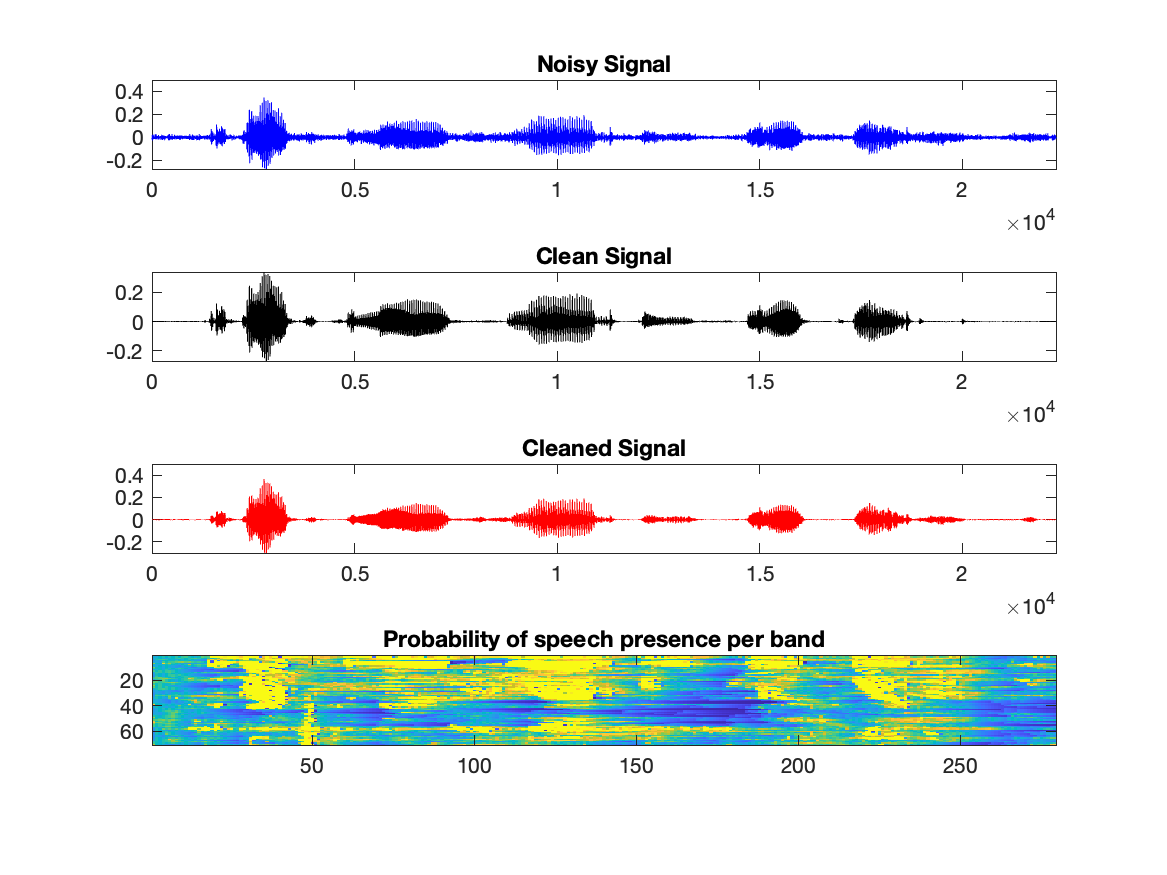 Noisy Signal
0.4
0.2
0
-0.2
0 0.5 1 1.5 2
×10^4
Clean Signal
0.2
0
-0.2
0 0.5 1 1.5 2
×10^4
Cleaned Signal
0.4
0.2
0
-0.2
0 0.5 1 1.5 2
×10^4
Probability of speech presence per band
20
40
60
50 100 150 200 250